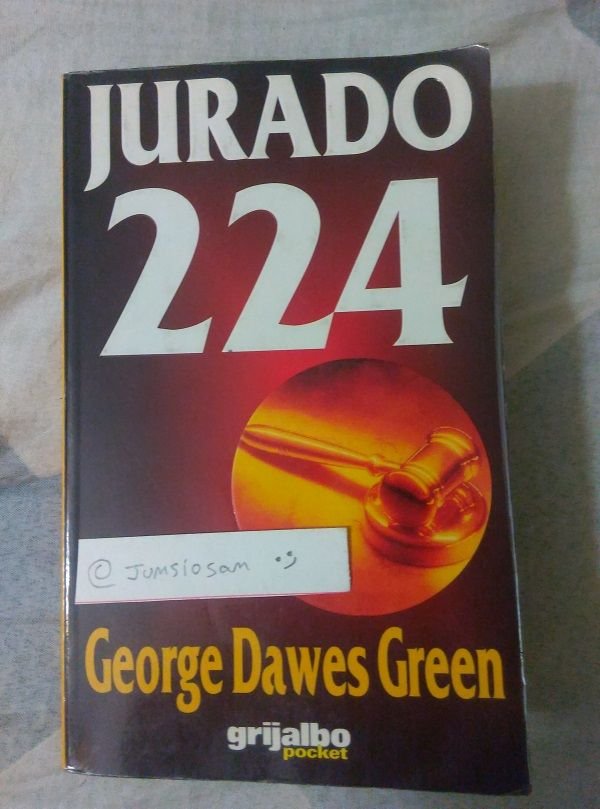 JURADO
224
@ Jumsiosam :)
George Dawes Green
grijalbo
pocket